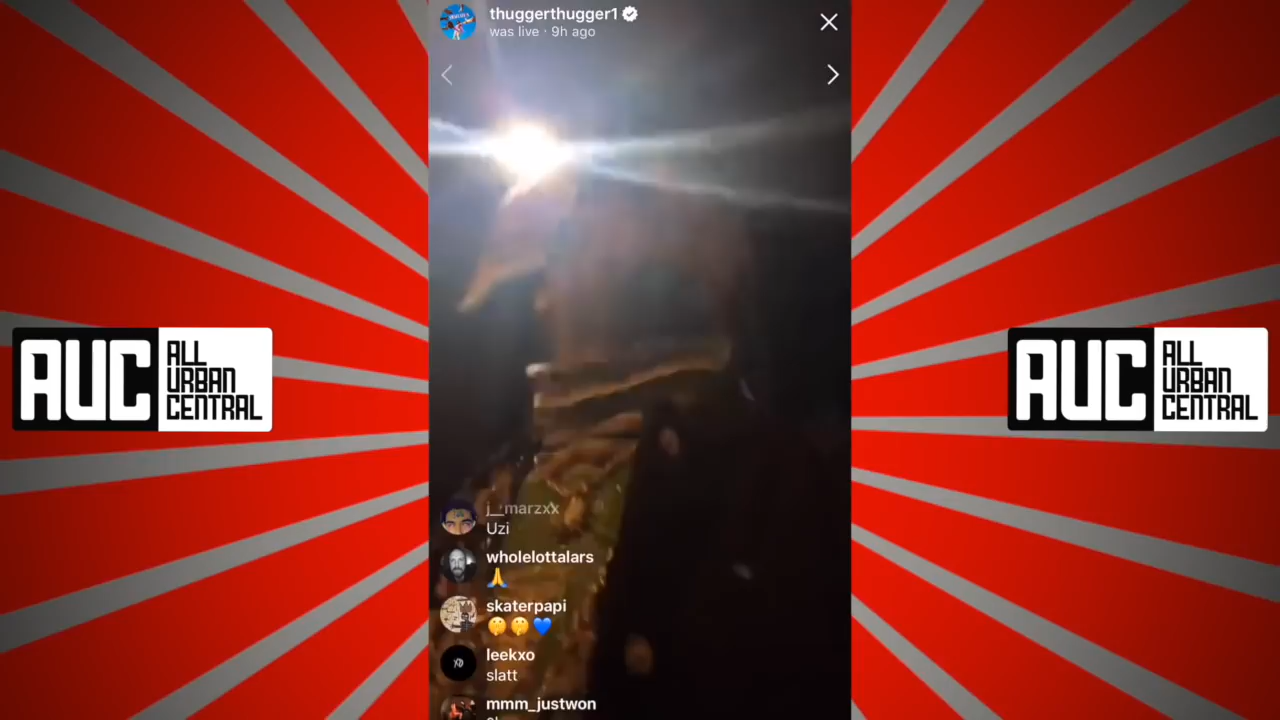 thuggerthugger1
was live · 9h ago
AUC
ALL
URBAN
CENTRAL
AUC
ALL
URBAN
CENTRAL
j__marzxx
Uzi
wholelottalars
🙏
skaterpapi
🤫🤫💙
leekxo
slatt
mmm_justwon